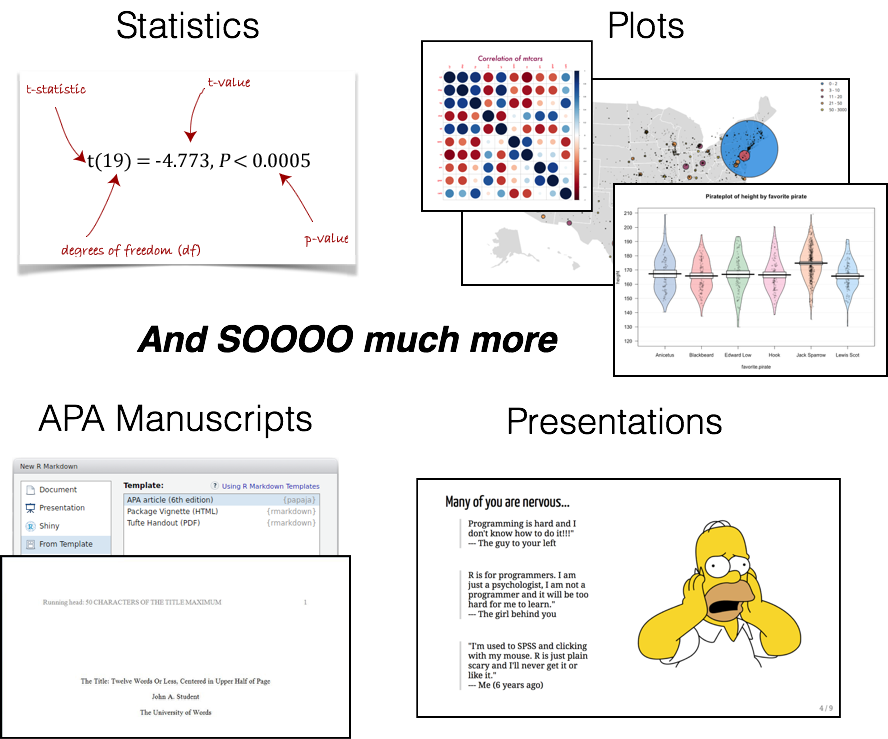 Statistics
t-statistic
t-value
t(19) = -4.773, P < 0.0005
degrees of freedom (df)
p-value
Plots
Correlation of mtcars
0 - 2
3 - 10
11 - 20
21 - 50
50 - 3000
Pirateplot of height by favorite pirate
height
210
200
190
180
170
160
150
140
130
120
Anicetus
Blackbeard
Edward Low
Hook
Jack Sparrow
Lewis Scot
favorite.pirate
And SOOOO much more
APA Manuscripts
New R Markdown
Document
Presentation
Shiny
From Template
Template:
? Using R Markdown Templates
APA article (6th edition) {papaja}
Package Vignette (HTML) {rmarkdown}
Tufte Handout (PDF) {rmarkdown}
Running head: 50 CHARACTERS OF THE TITLE MAXIMUM 1
The Title: Twelve Words Or Less, Centered in Upper Half of Page
John A. Student
The University of Words
Presentations
Many of you are nervous...
Programming is hard and I
don't know how to do it!!!"
— The guy to your left
R is for programmers. I am
just a psychologist, I am not a
programmer and it will be too
hard for me to learn."
— The girl behind you
"I'm used to SPSS and clicking
with my mouse. R is just plain
scary and I'll never get it or
like it."
— Me (6 years ago)
4 / 9